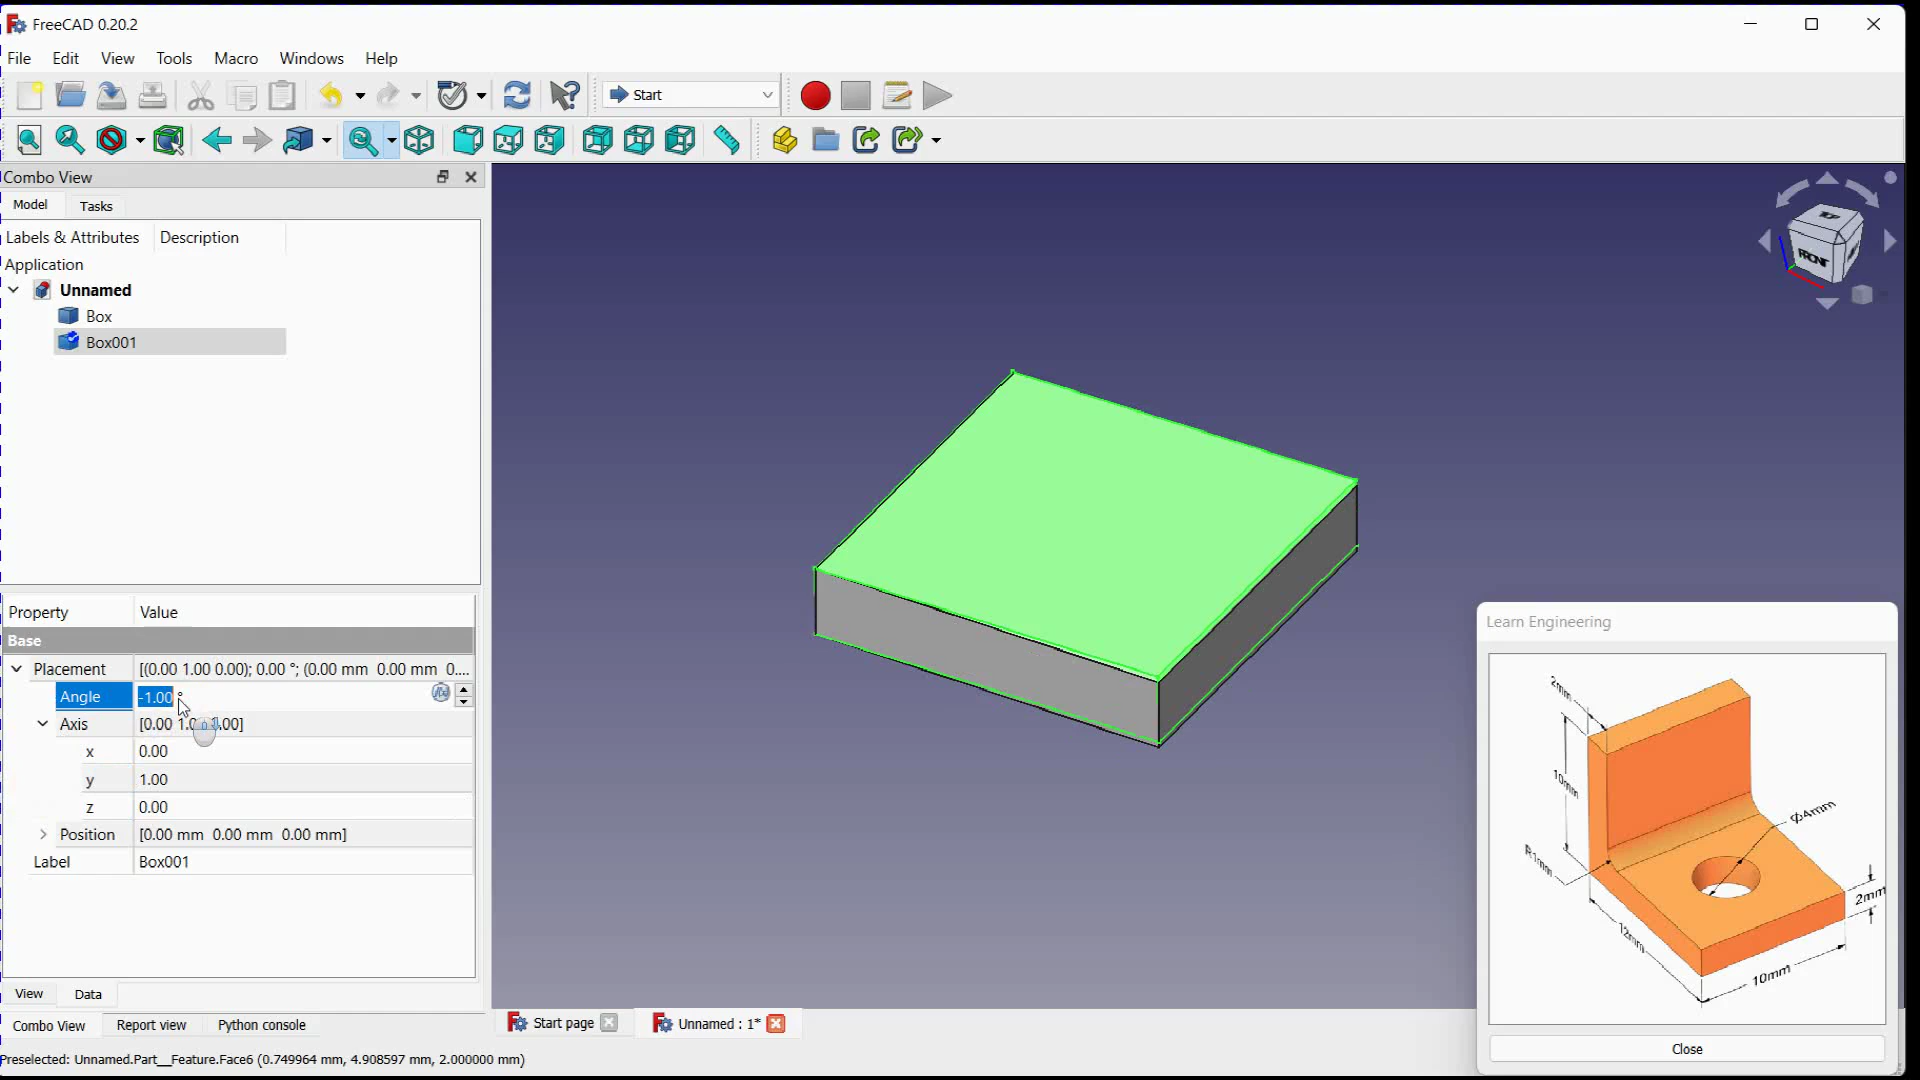 FreeCAD 0.20.2
File Edit View Tools Macro Windows Help
Start
Combo View
Model Tasks
Labels & Attributes Description
Application
Unnamed
Box
Box001
Property Value
Base
Placement [(0.00 1.00 0.00); 0.00 °; (0.00 mm 0.00 mm 0....
Angle -1.00 °
Axis
x 0.00
y 1.00
z 0.00
Position [0.00 mm 0.00 mm 0.00 mm]
Label Box001
View Data
Combo View Report view Python console
Start page Unnamed : 1*
Preselected: Unnamed.Part__Feature.Face6 (0.749964 mm, 4.908597 mm, 2.000000 mm)
FRONT
Learn Engineering
2mm
10mm
Φ4mm
R1mm
2mm
12mm
10mm
Close